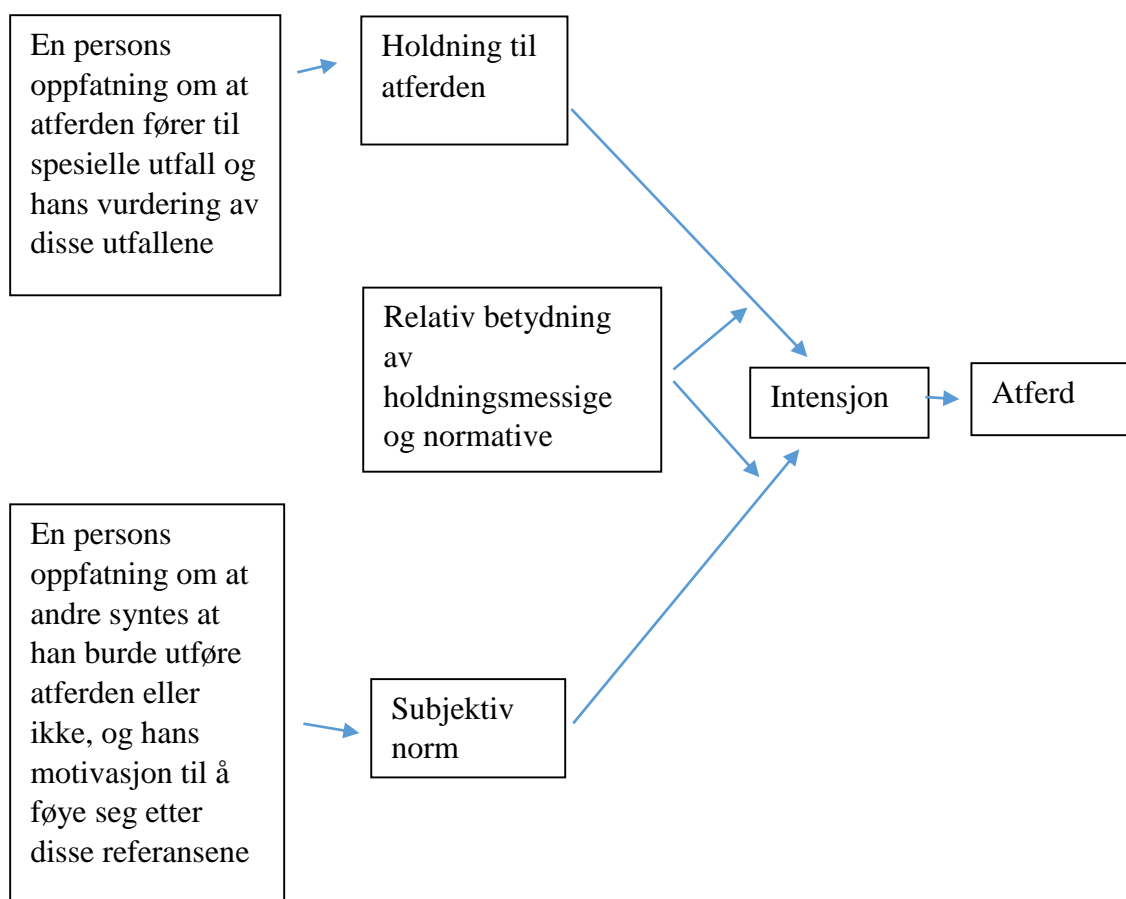 En persons
oppfatning om at
atferden fører til
spesielle utfall og
hans vurdering av
disse utfallene
Holdning til
atferden
Relativ betydning
av
holdningsmessige
og normative
Intensjon
Atferd
En persons
oppfatning om at
andre syntes at
han burde utføre
atferden eller
ikke, og hans
motivasjon til å
føye seg etter
disse referansene
Subjektiv
norm